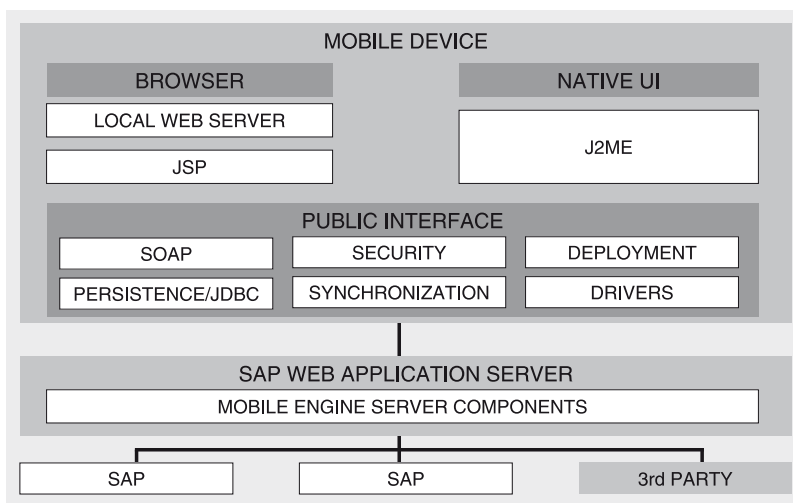 MOBILE DEVICE
BROWSER
LOCAL WEB SERVER
JSP
NATIVE UI
J2ME
PUBLIC INTERFACE
SOAP
SECURITY
DEPLOYMENT
PERSISTENCE/JDBC
SYNCHRONIZATION
DRIVERS
SAP WEB APPLICATION SERVER
MOBILE ENGINE SERVER COMPONENTS
SAP
SAP
3rd PARTY